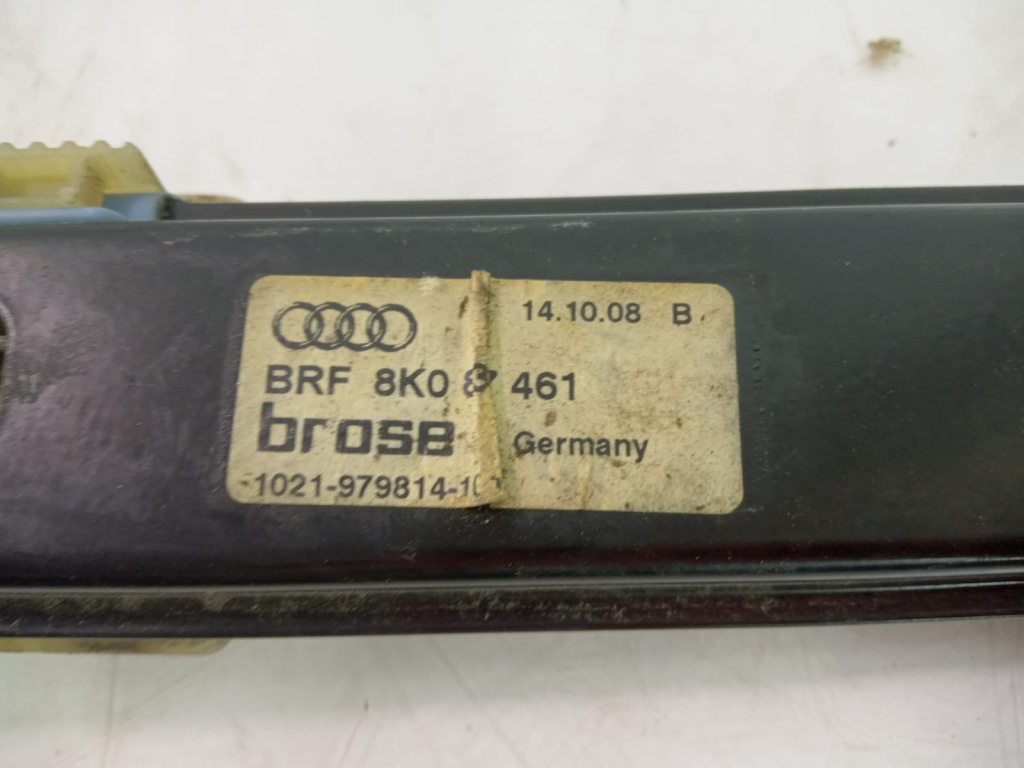 14.10.08 B
BRF 8K0 461
brose Germany
1021-979814-